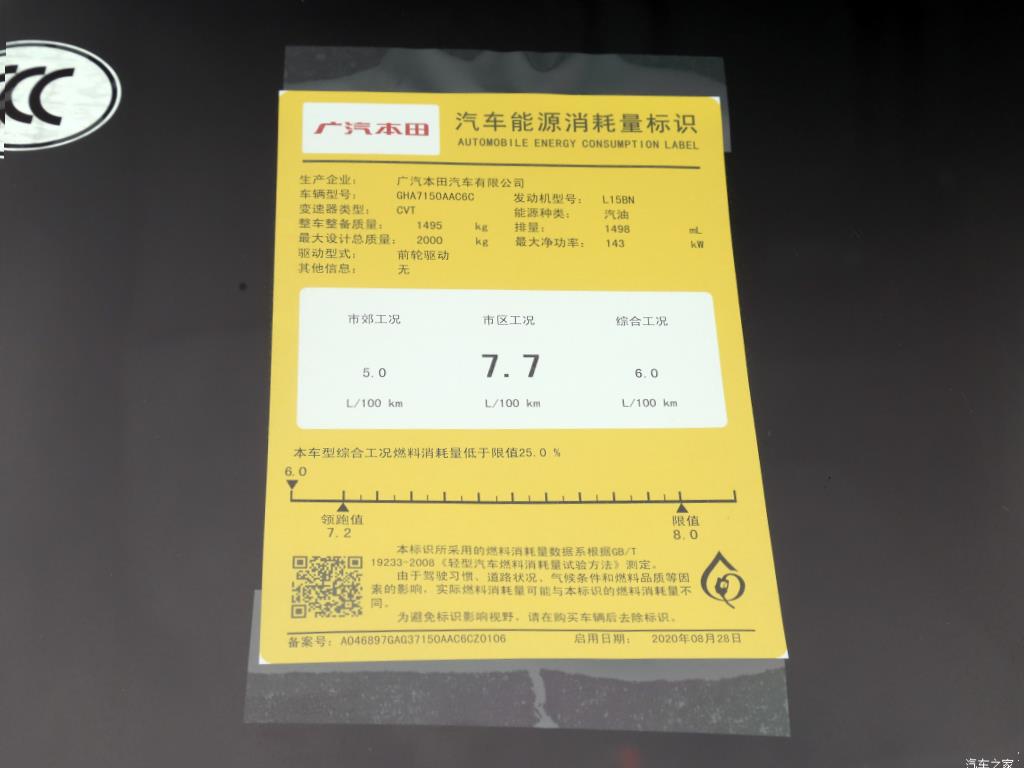 CCC
广汽本田
汽车能源消耗量标识
AUTOMOBILE ENERGY CONSUMPTION LABEL
生产企业： 广汽本田汽车有限公司
车辆型号： GHA7150AAC6C 发动机型号： L15BN
变速器类型： CVT 能源种类： 汽油
整车整备质量： 1495 kg 排量： 1498 mL
最大设计总质量： 2000 kg 最大净功率： 143 kW
驱动型式： 前轮驱动
其他信息： 无
市郊工况 市区工况 综合工况
5.0 7.7 6.0
L/100 km L/100 km L/100 km
本车型综合工况燃料消耗量低于限值25.0 %
6.0
领跑值 限值
7.2 8.0
本标识所采用的燃料消耗量数据系根据GB/T
19233-2008《轻型汽车燃料消耗量试验方法》测定。
由于驾驶习惯、道路状况、气候条件和燃料品质等因
素的影响，实际燃料消耗量可能与本标识的燃料消耗量不
同。
为避免标识影响视野，请在购买车辆后去除标识。
备案号：A046897GAG37150AAC6CZ0106 启用日期： 2020年08月28日
汽车之家